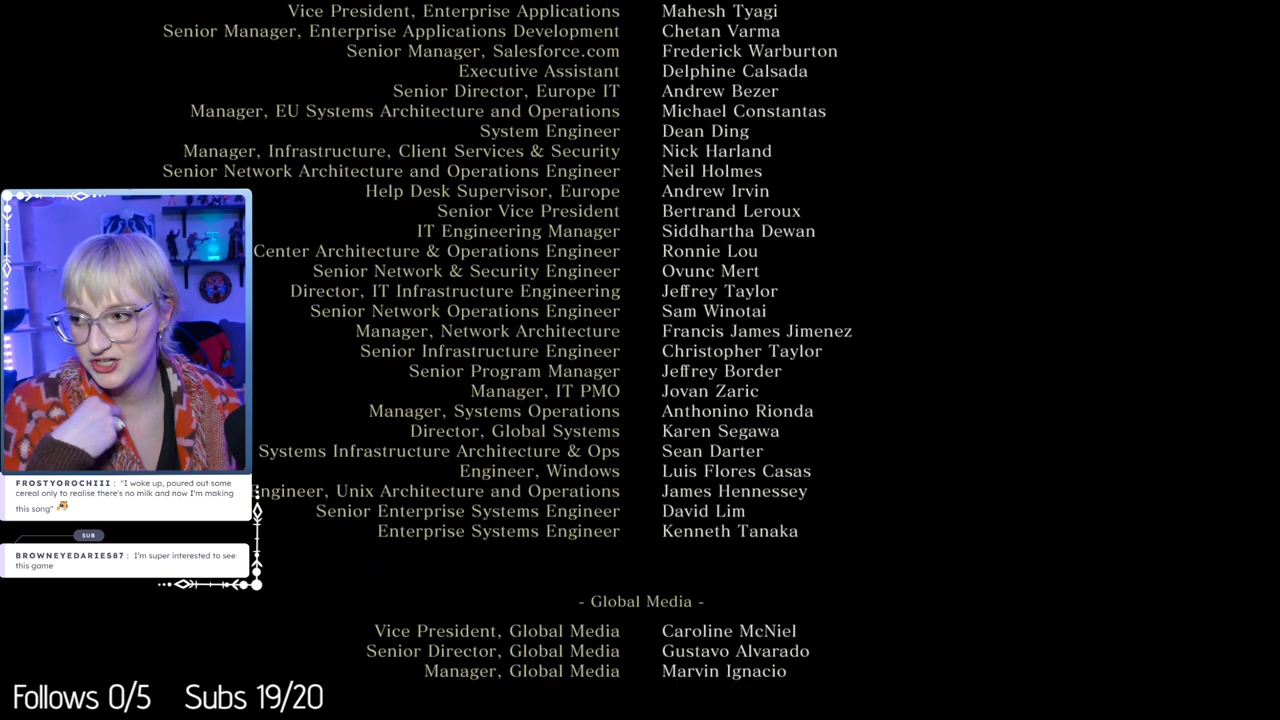 Vice President, Enterprise Applications Mahesh Tyagi
Senior Manager, Enterprise Applications Development Chetan Varma
Senior Manager, Salesforce.com Frederick Warburton
Executive Assistant Delphine Calsada
Senior Director, Europe IT Andrew Bezer
Manager, EU Systems Architecture and Operations Michael Constantas
System Engineer Dean Ding
Manager, Infrastructure, Client Services & Security Nick Harland
Senior Network Architecture and Operations Engineer Neil Holmes
Help Desk Supervisor, Europe Andrew Irvin
Senior Vice President Bertrand Leroux
IT Engineering Manager Siddhartha Dewan
Center Architecture & Operations Engineer Ronnie Lou
Senior Network & Security Engineer Ovunc Mert
Director, IT Infrastructure Engineering Jeffrey Taylor
Senior Network Operations Engineer Sam Winotai
Manager, Network Architecture Francis James Jimenez
Senior Infrastructure Engineer Christopher Taylor
Senior Program Manager Jeffrey Border
Manager, IT PMO Jovan Zaric
Manager, Systems Operations Anthonino Rionda
Director, Global Systems Karen Segawa
Systems Infrastructure Architecture & Ops Sean Darter
Engineer, Windows Luis Flores Casas
Engineer, Unix Architecture and Operations James Hennessey
Senior Enterprise Systems Engineer David Lim
Enterprise Systems Engineer Kenneth Tanaka
- Global Media -
Vice President, Global Media Caroline McNiel
Senior Director, Global Media Gustavo Alvarado
Manager, Global Media Marvin Ignacio
FROSTYOROCHIII : "I woke up, poured out some
cereal only to realise there's no milk and now I'm making
this song"
SUB
BROWNEYEDARIES87 : I'm super interested to see
this game
Follows 0/5 Subs 19/20